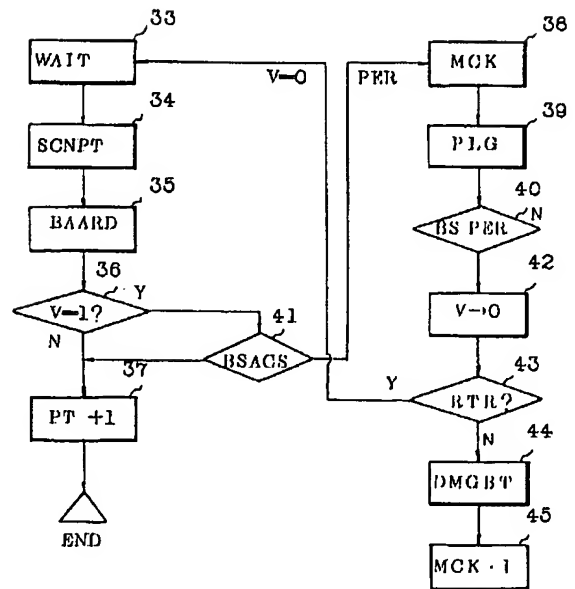 33
WAIT
34
SCNPT
35
BAARD
36
V=1?
Y
N
41
BSACS
37
PT +1
END
V=0
PER
38
MCK
39
PLG
40
BS PER
N
42
V→0
43
RTR?
Y
N
44
DMGBT
45
MCK · 1